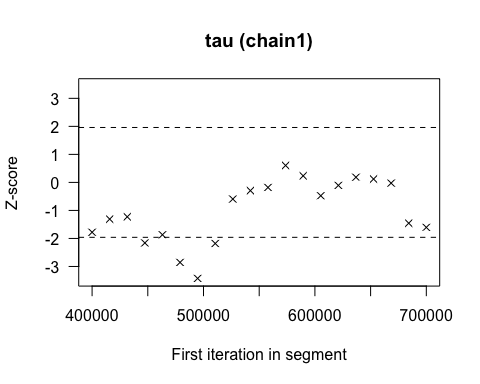 tau (chain1)
Z-score
3
2
1
0
-1
-2
-3
400000 500000 600000 700000
First iteration in segment